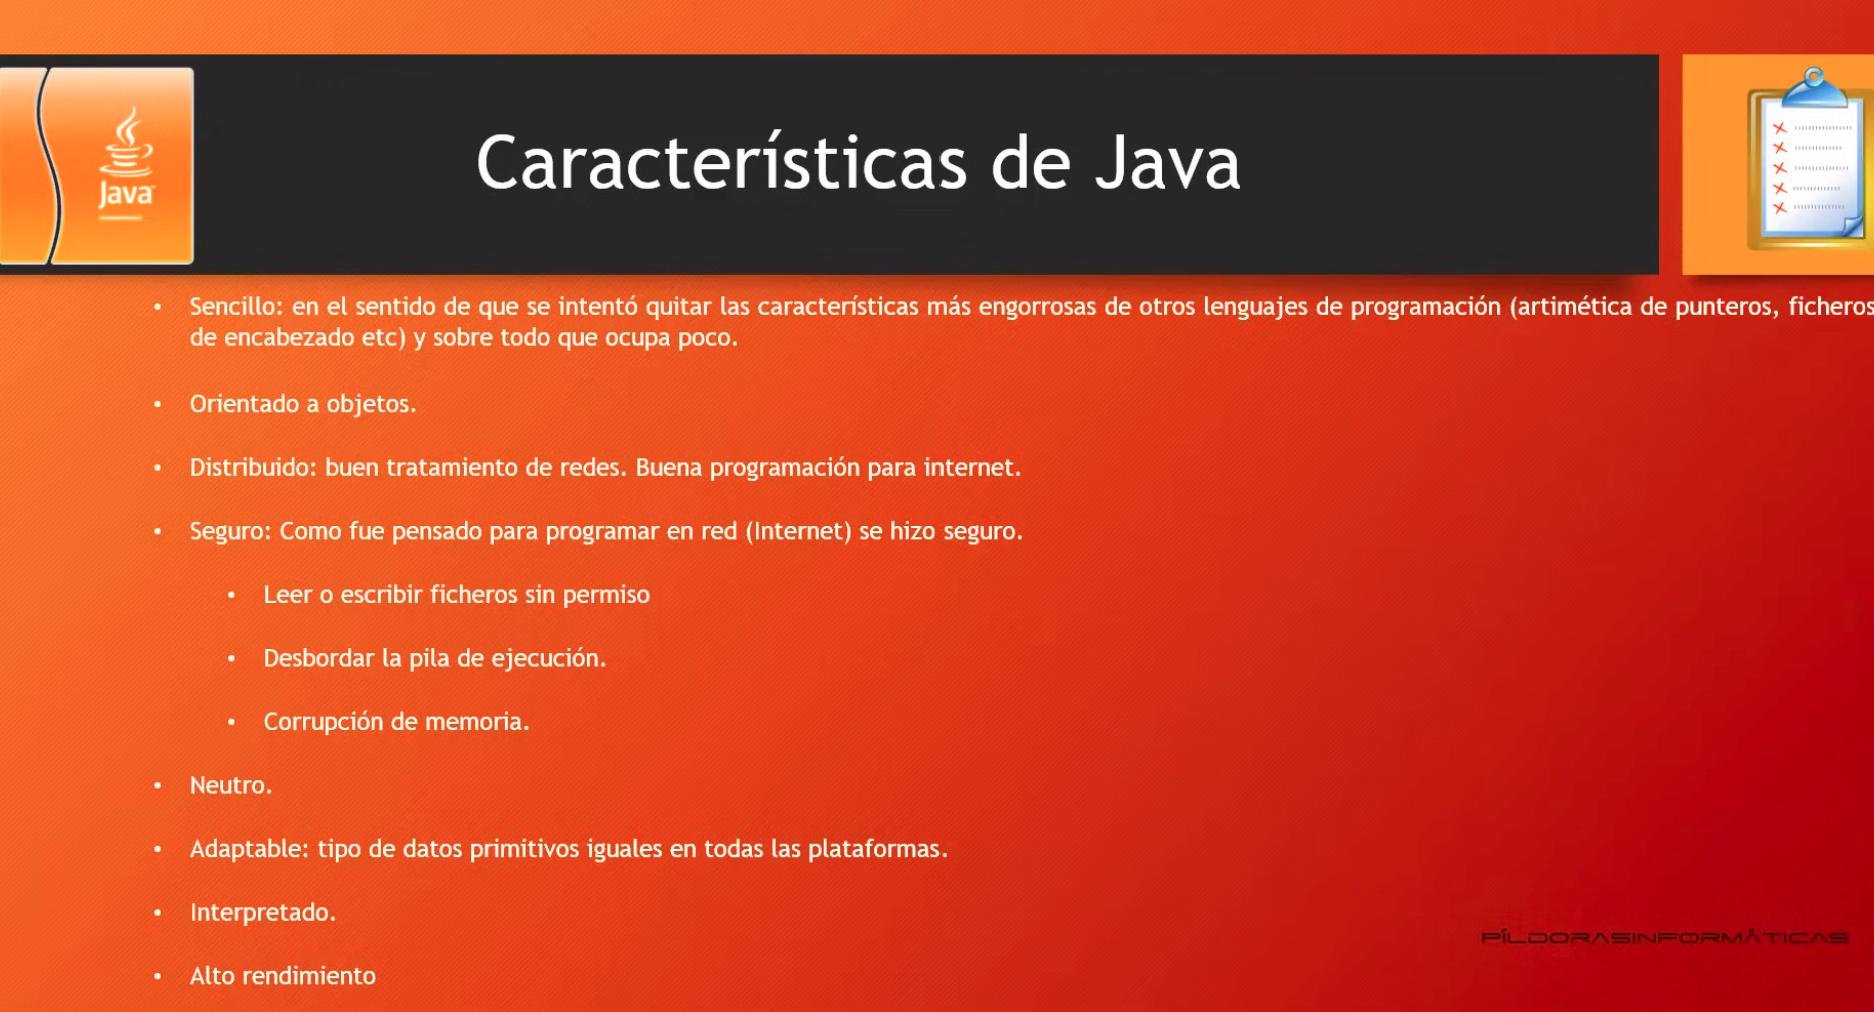 Java
Características de Java
• Sencillo: en el sentido de que se intentó quitar las características más engorrosas de otros lenguajes de programación (artimética de punteros, ficheros
de encabezado etc) y sobre todo que ocupa poco.
• Orientado a objetos.
• Distribuido: buen tratamiento de redes. Buena programación para internet.
• Seguro: Como fue pensado para programar en red (Internet) se hizo seguro.
• Leer o escribir ficheros sin permiso
• Desbordar la pila de ejecución.
• Corrupción de memoria.
• Neutro.
• Adaptable: tipo de datos primitivos iguales en todas las plataformas.
• Interpretado.
PÍLDORASINFORMÁTICAS
• Alto rendimiento